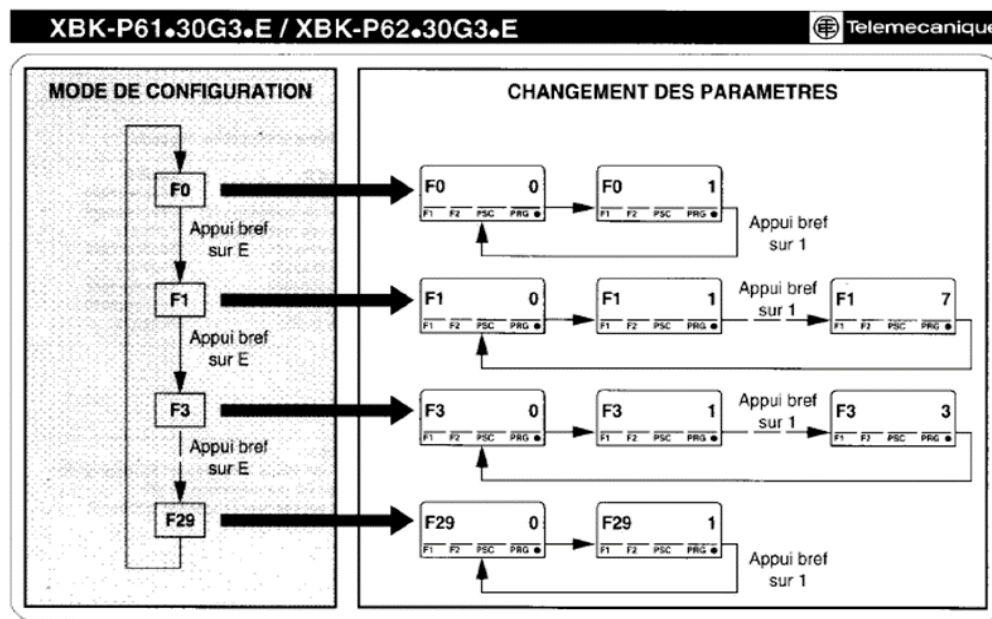 XBK-P61•30G3•E / XBK-P62•30G3•E
Telemecanique
MODE DE CONFIGURATION
CHANGEMENT DES PARAMETRES
F0
Appui bref
sur E
F1
Appui bref
sur E
F3
Appui bref
sur E
F29
F0 0
F1 F2 PSC PRG
F0 1
F1 F2 PSC PRG
Appui bref
sur 1
F1 0
F1 F2 PSC PRG
F1 1
F1 F2 PSC PRG
Appui bref
sur 1
F1 7
F1 F2 PSC PRG
F3 0
F1 F2 PSC PRG
F3 1
F1 F2 PSC PRG
Appui bref
sur 1
F3 3
F1 F2 PSC PRG
F29 0
F1 F2 PSC PRG
F29 1
F1 F2 PSC PRG
Appui bref
sur 1